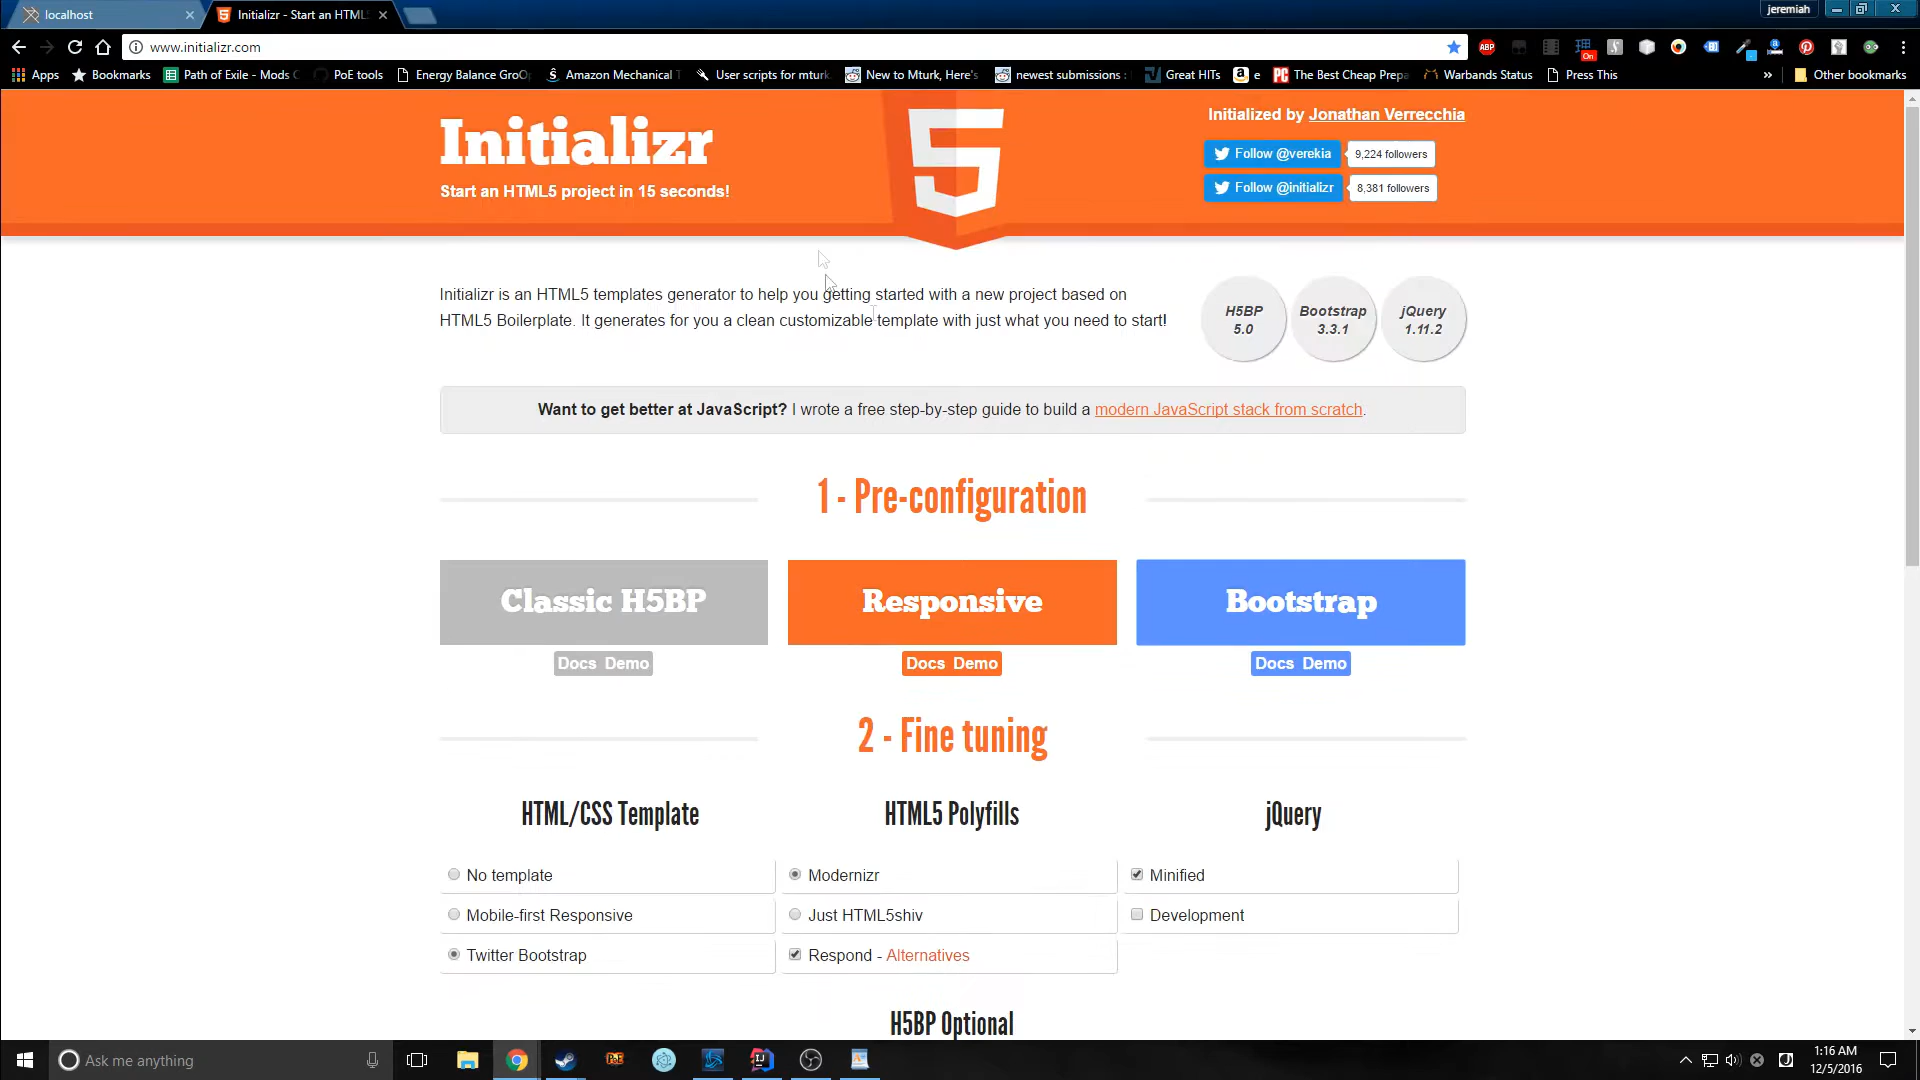 localhost
Initializr - Start an HTML
jeremiah
www.initializr.com
ABP
On
Apps
Bookmarks
Path of Exile - Mods
PoE tools
Energy Balance GroO
Amazon Mechanical
User scripts for mturk
New to Mturk, Here's
newest submissions :
Great HITs
e
PC
The Best Cheap Prep
Warbands Status
Press This
»
Other bookmarks
Initializr
Start an HTML5 project in 15 seconds!
5
Initialized by Jonathan Verrecchia
Follow @verekia
9,224 followers
Follow @initializr
8,381 followers
Initializr is an HTML5 templates generator to help you getting started with a new project based on
HTML5 Boilerplate. It generates for you a clean customizable template with just what you need to start!
H5BP
5.0
Bootstrap
3.3.1
jQuery
1.11.2
Want to get better at JavaScript? I wrote a free step-by-step guide to build a modern JavaScript stack from scratch.
1 - Pre-configuration
Classic H5BP
Responsive
Bootstrap
Docs Demo
Docs Demo
Docs Demo
2 - Fine tuning
HTML/CSS Template
HTML5 Polyfills
jQuery
No template
Modernizr
Minified
Mobile-first Responsive
Just HTML5shiv
Development
Twitter Bootstrap
Respond - Alternatives
H5BP Optional
Ask me anything
PoE
IJ
1:16 AM
12/5/2016